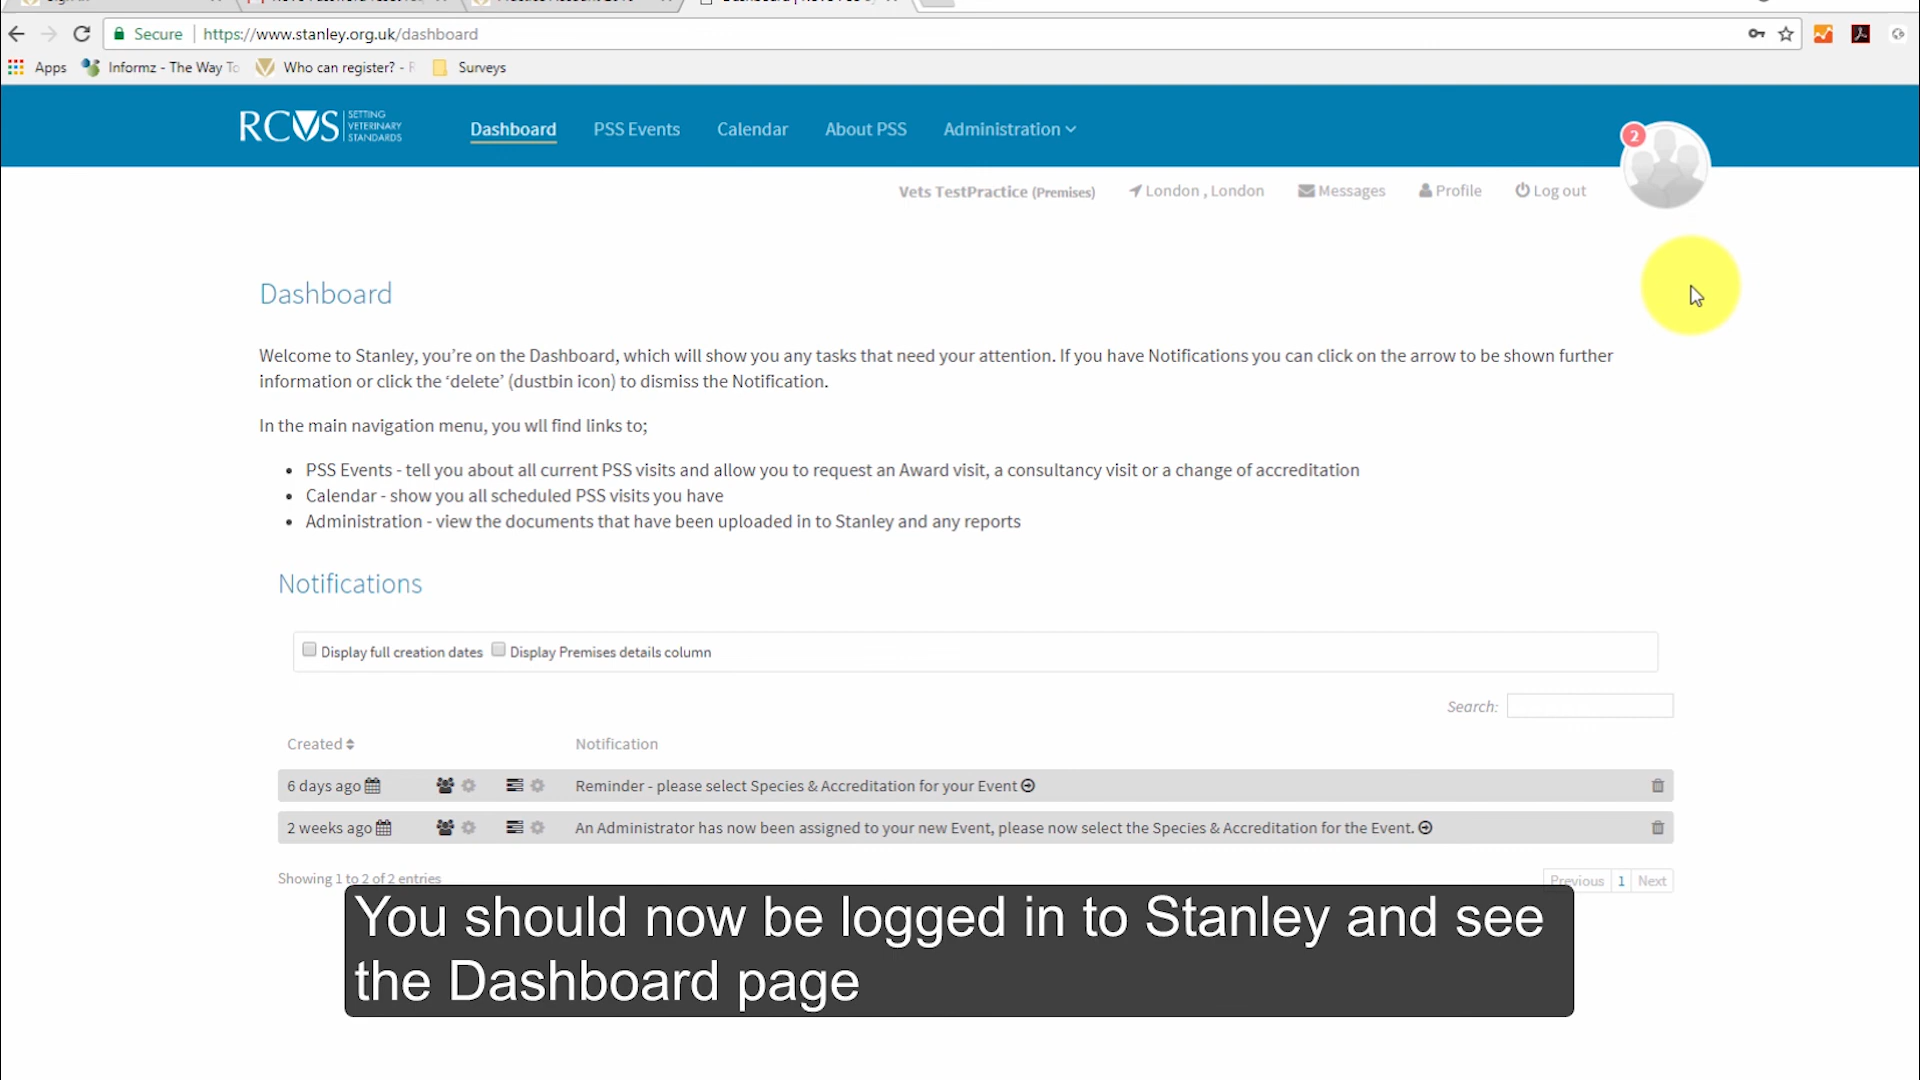 Secure https://www.stanley.org.uk/dashboard
Apps Informz - The Way To Who can register? - R Surveys
RCVS SETTING VETERINARY STANDARDS
Dashboard PSS Events Calendar About PSS Administration
2
Vets TestPractice (Premises) London , London Messages Profile Log out
Dashboard
Welcome to Stanley, you’re on the Dashboard, which will show you any tasks that need your attention. If you have Notifications you can click on the arrow to be shown further
information or click the ‘delete’ (dustbin icon) to dismiss the Notification.
In the main navigation menu, you wll find links to;
• PSS Events - tell you about all current PSS visits and allow you to request an Award visit, a consultancy visit or a change of accreditation
• Calendar - show you all scheduled PSS visits you have
• Administration - view the documents that have been uploaded in to Stanley and any reports
Notifications
Display full creation dates Display Premises details column
Search:
Created Notification
6 days ago Reminder - please select Species & Accreditation for your Event
2 weeks ago An Administrator has now been assigned to your new Event, please now select the Species & Accreditation for the Event.
Showing 1 to 2 of 2 entries
Previous 1 Next
You should now be logged in to Stanley and see
the Dashboard page